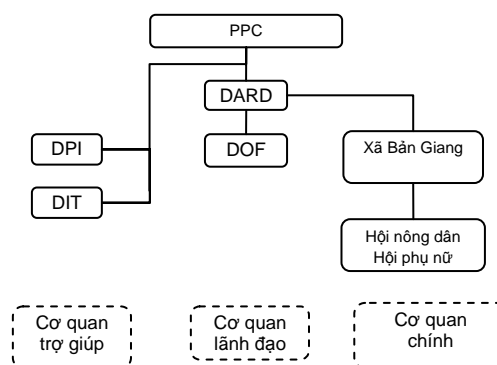 PPC
DARD
DPI
DOF
Xã Bản Giang
DIT
Hội nông dân
Hội phụ nữ
Cơ quan
trợ giúp
Cơ quan
lãnh đạo
Cơ quan
chính